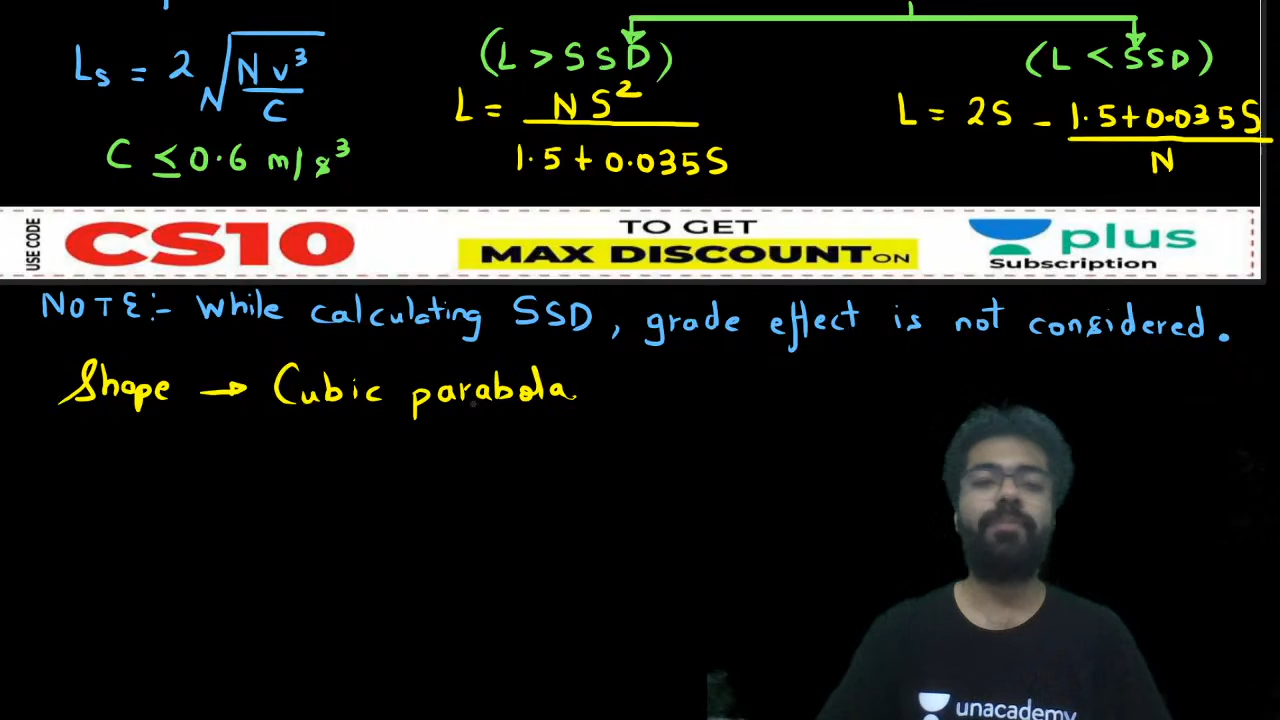 (L > SSD) (L < SSD)
Ls = 2 √(N v³ / C)
L = N S² / 1.5 + 0.035S
L = 2S - 1.5+0.035S / N
C ≤ 0.6 m/s³
USE CODE CS10
TO GET
MAX DISCOUNT ON
plus
Subscription
NOTE:- While calculating SSD, grade effect is not considered.
Shape → Cubic parabola
unacademy